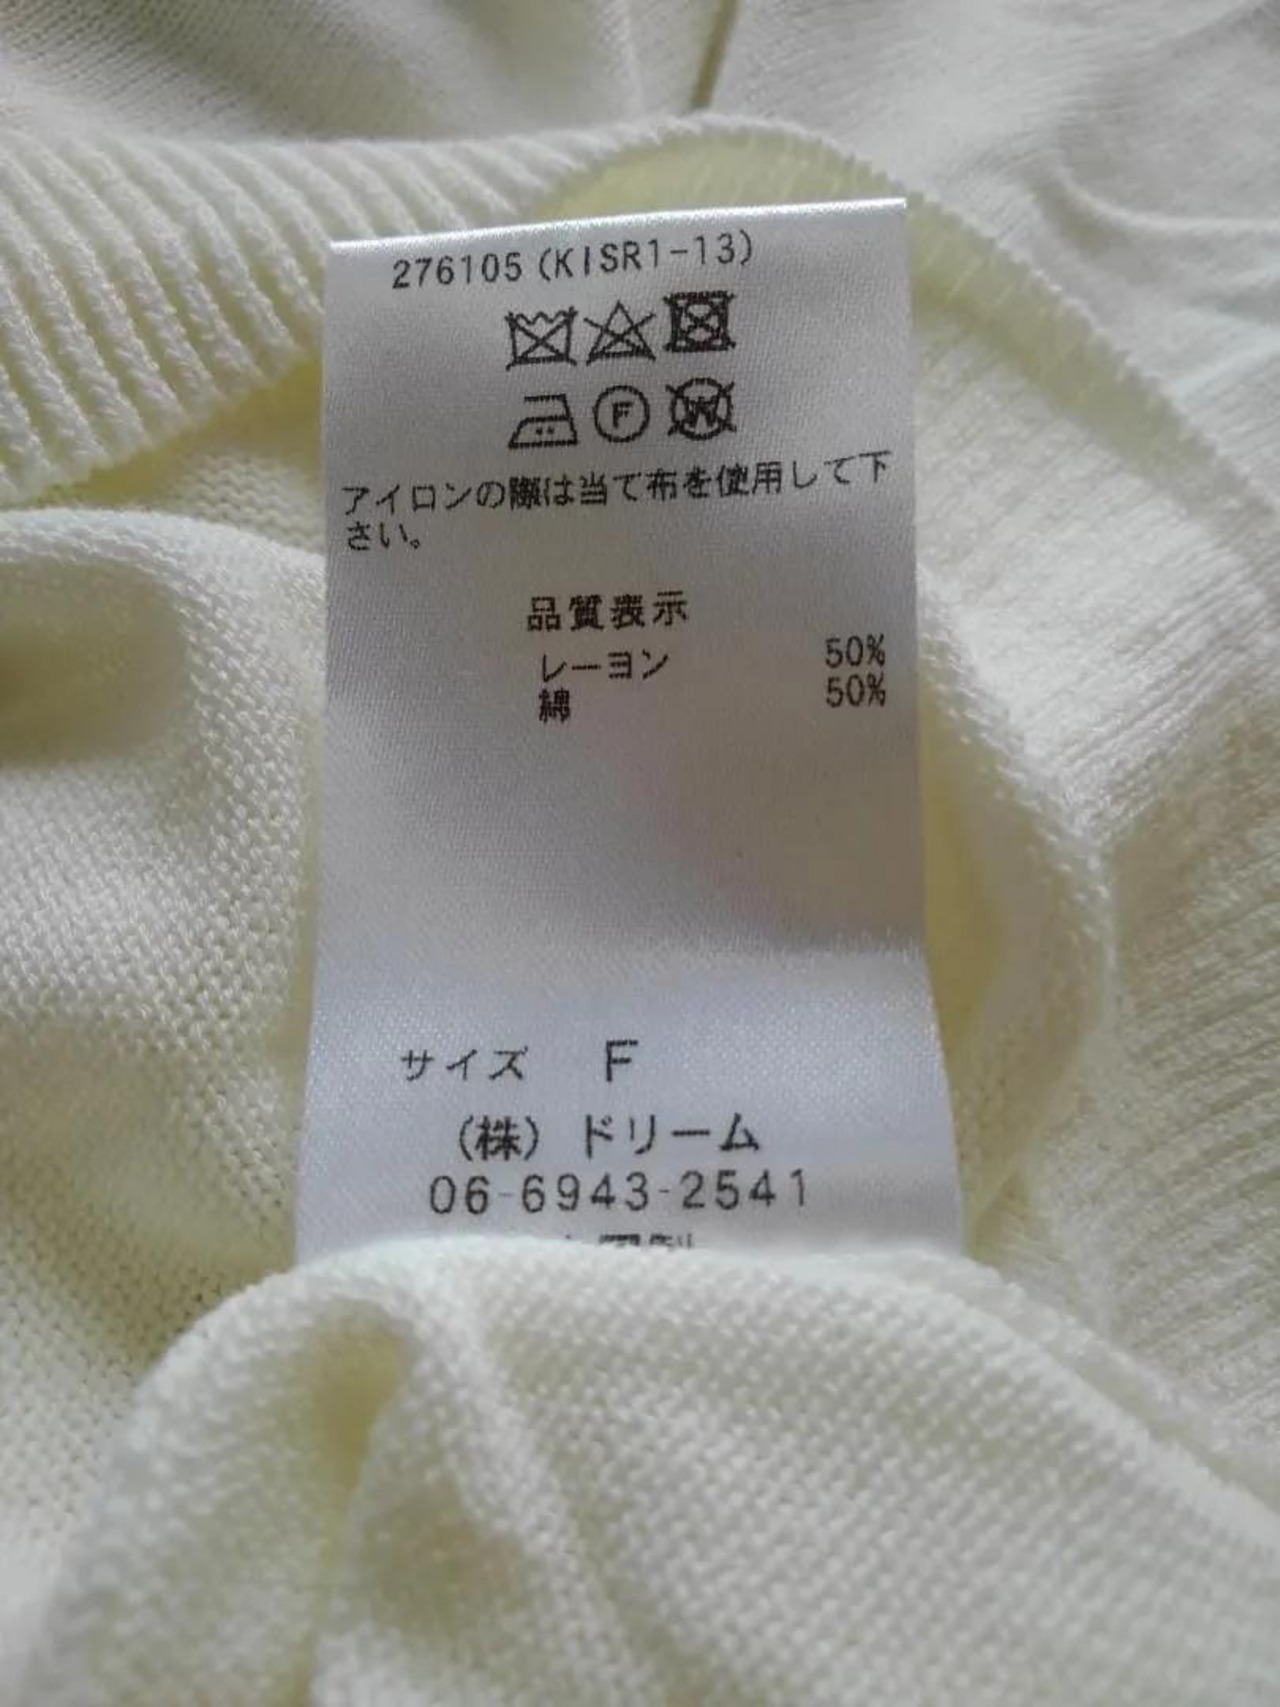 276105(KISR1-13)
F
W
アイロンの際は当て布を使用して下
さい。
品質表示
レーヨン 50%
綿 50%
サイズ F
(株)ドリーム
06-6943-2541